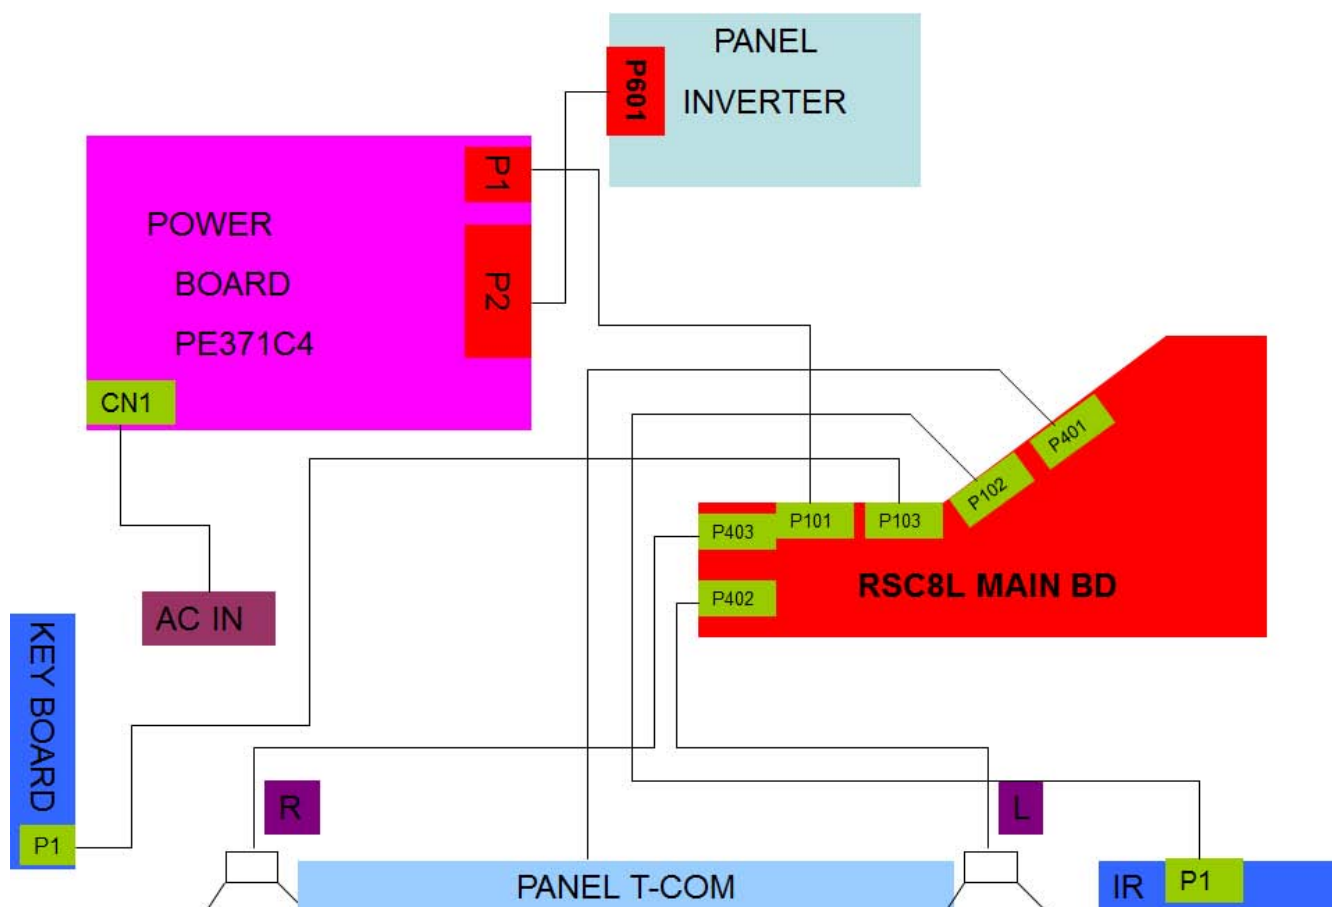 PANEL
INVERTER
P601
P1
POWER
BOARD
PE371C4
P2
CN1
P401
P102
P101
P103
P403
P402
RSC8L MAIN BD
AC IN
KEY BOARD
P1
R
L
PANEL T-COM
IR
P1